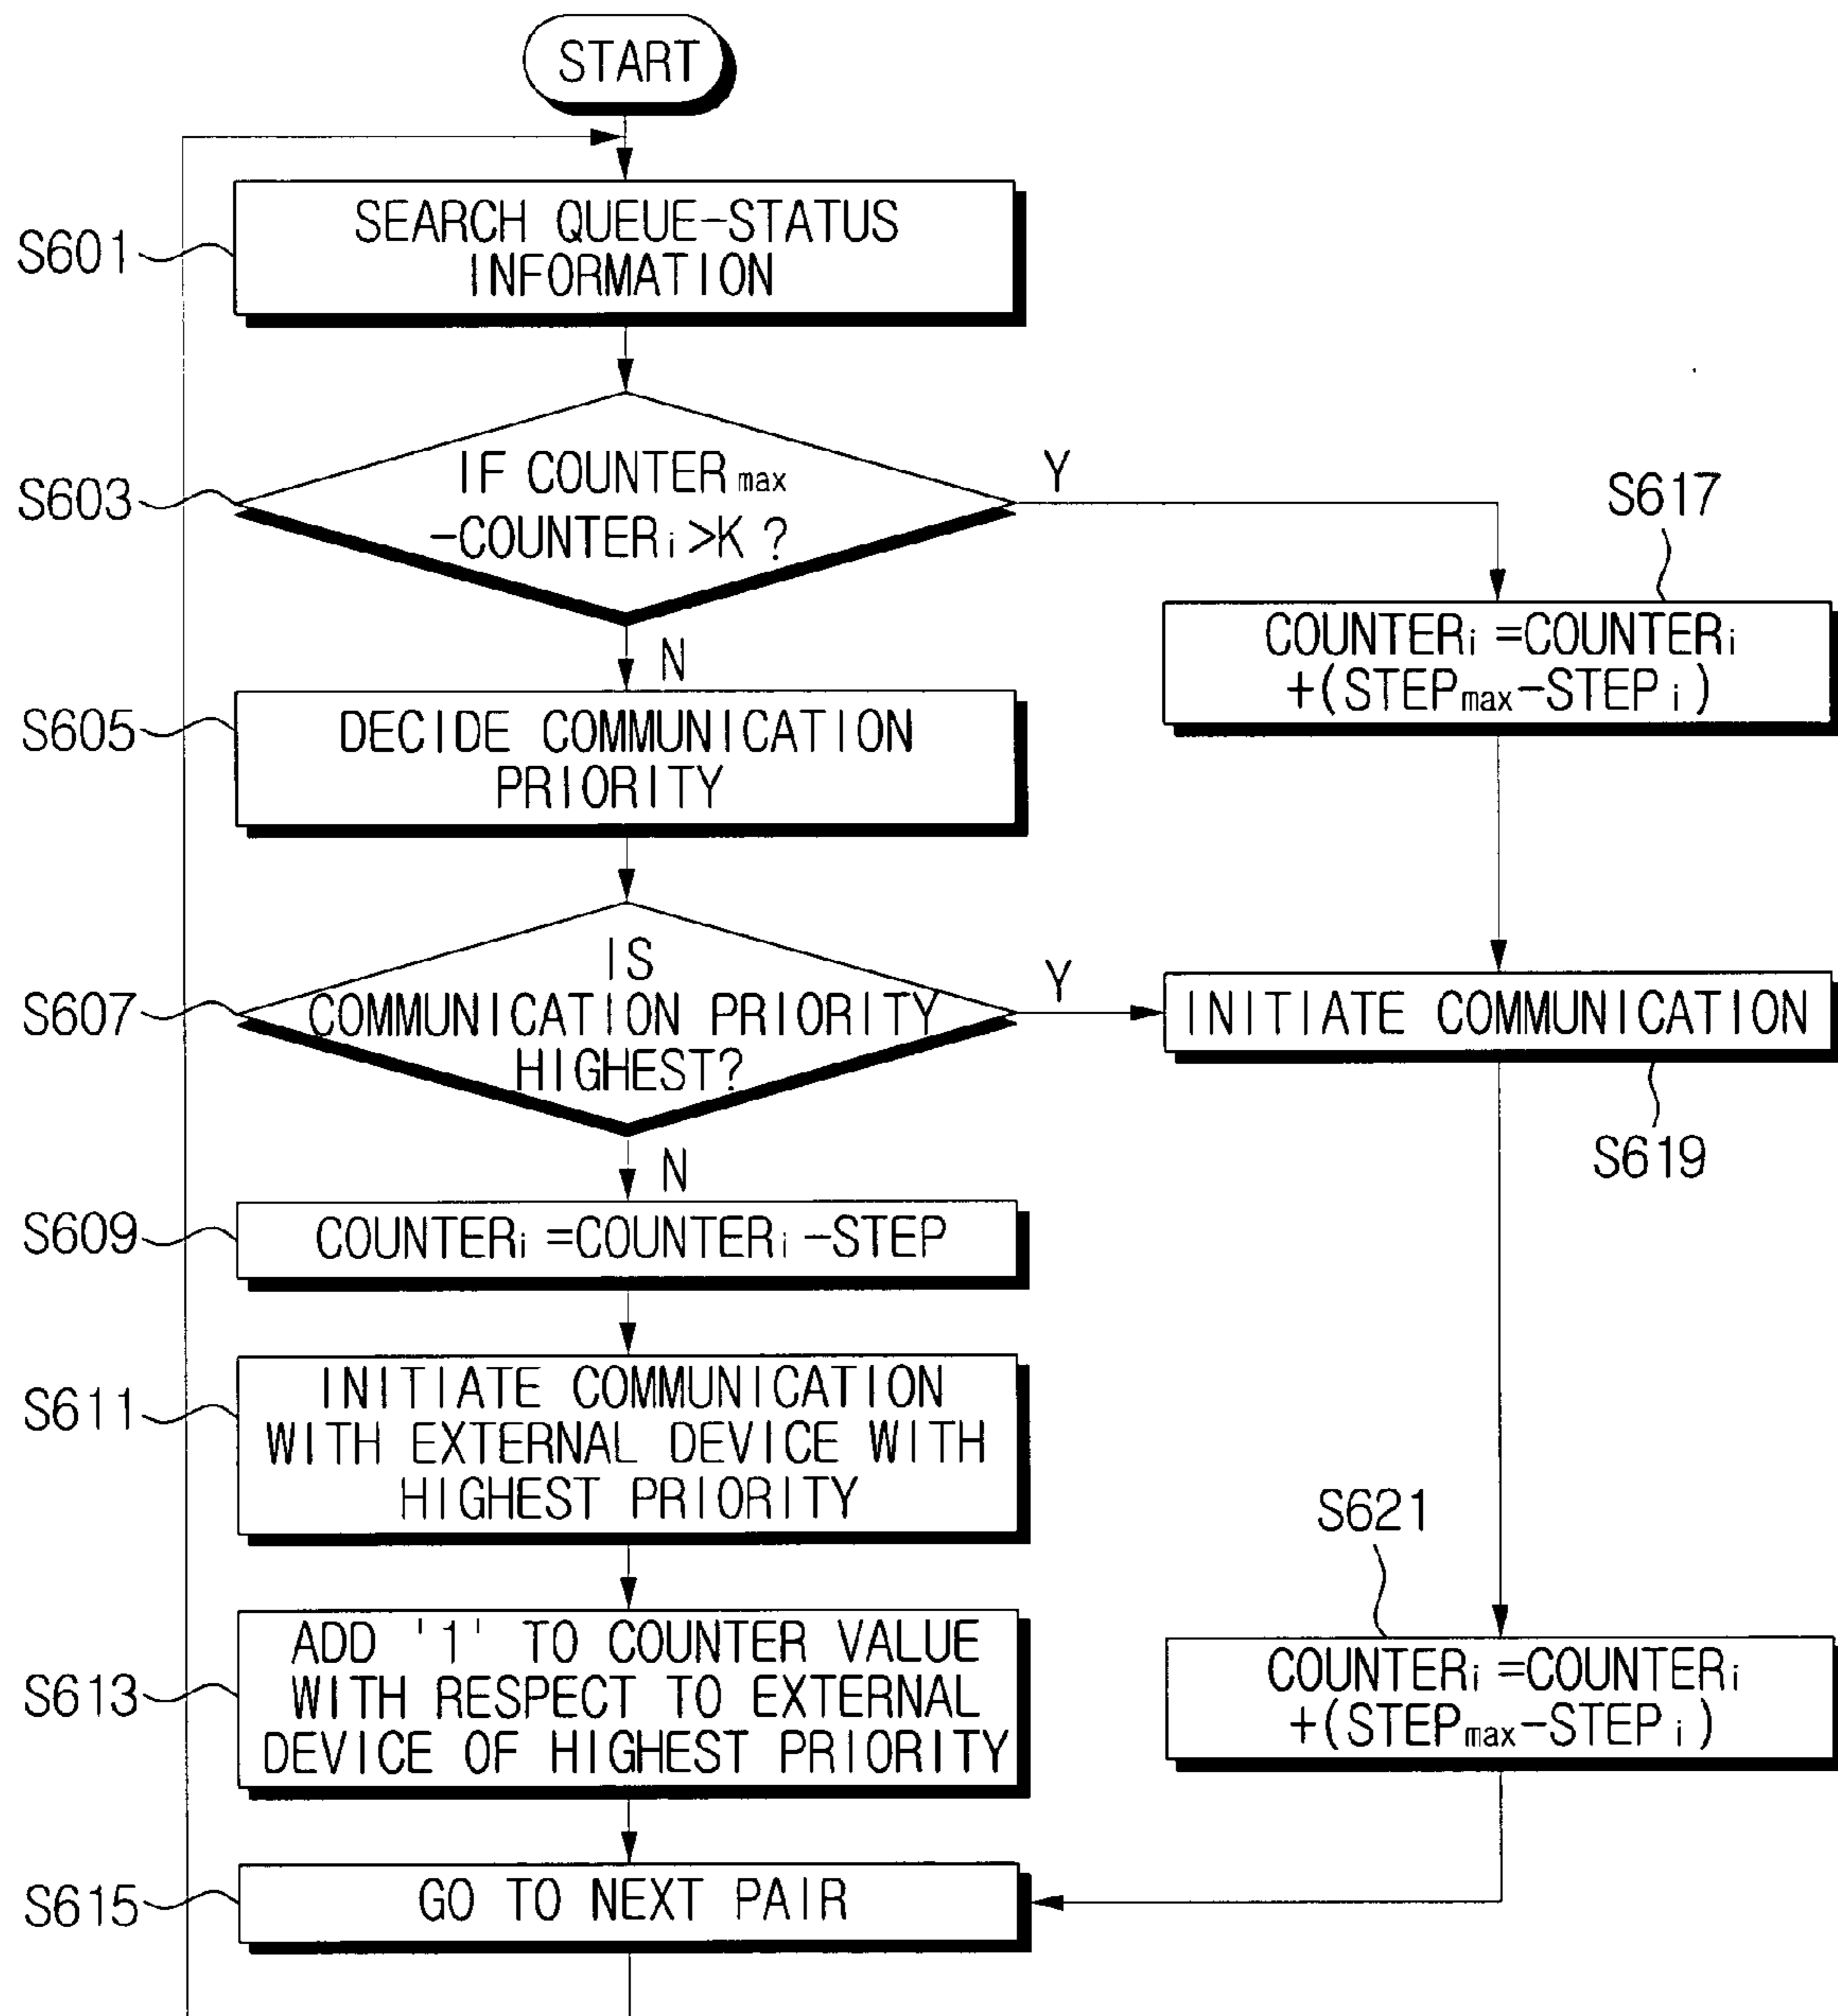 START
S601
SEARCH QUEUE-STATUS
INFORMATION
S603
IF COUNTERmax
-COUNTERi>K ?
Y
N
S617
COUNTERi=COUNTERi
+(STEPmax-STEPi)
S605
DECIDE COMMUNICATION
PRIORITY
S607
IS
COMMUNICATION PRIORITY
HIGHEST?
Y
N
INITIATE COMMUNICATION
S619
S609
COUNTERi=COUNTERi-STEP
S611
INITIATE COMMUNICATION
WITH EXTERNAL DEVICE WITH
HIGHEST PRIORITY
S613
ADD '1' TO COUNTER VALUE
WITH RESPECT TO EXTERNAL
DEVICE OF HIGHEST PRIORITY
S621
COUNTERi=COUNTERi
+(STEPmax-STEPi)
S615
GO TO NEXT PAIR